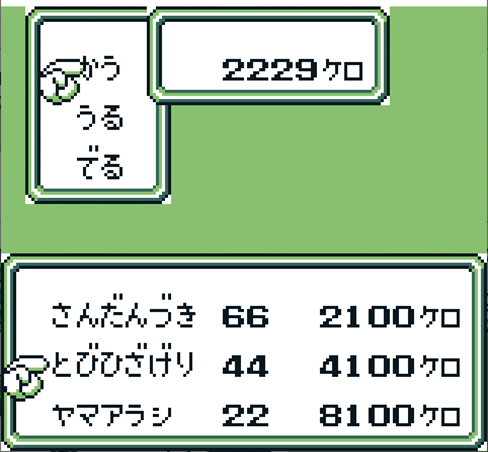 かう
2229ケロ
うる
でる
さんだんづき 66 2100ケロ
とびひざげり 44 4100ケロ
ヤマアラシ 22 8100ケロ